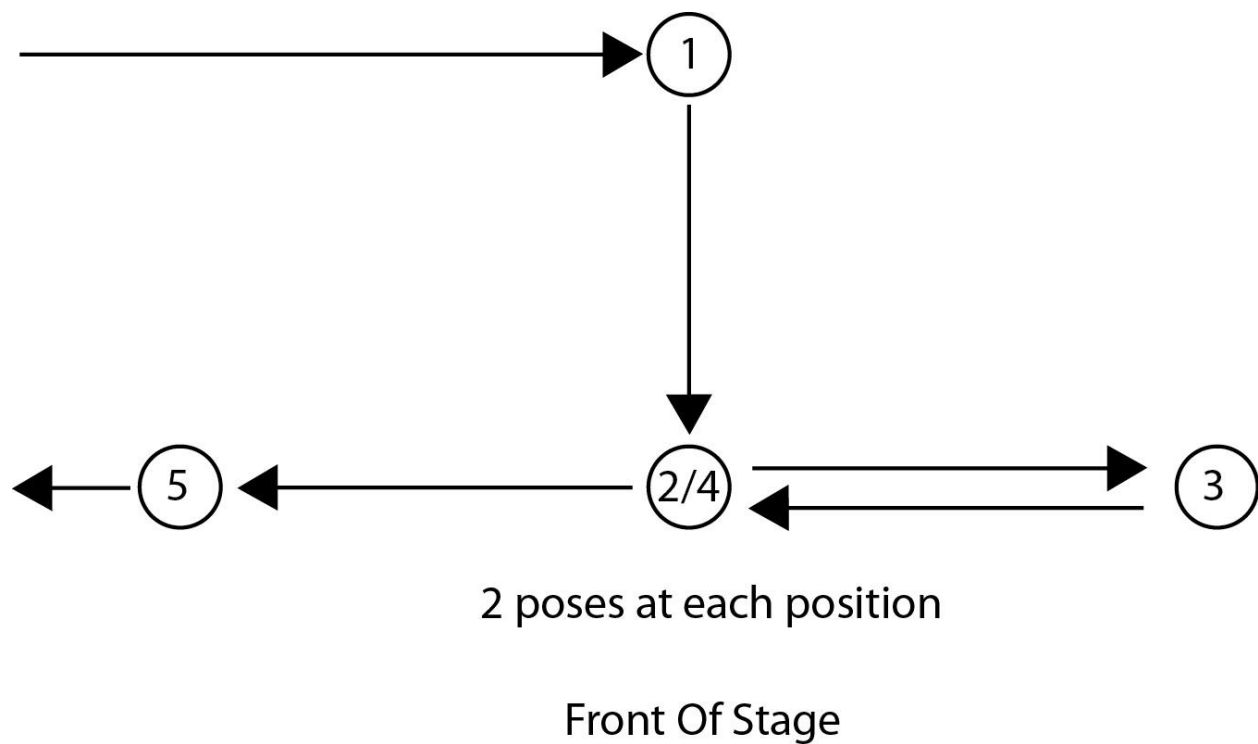 1
5
2/4
3
2 poses at each position
Front Of Stage